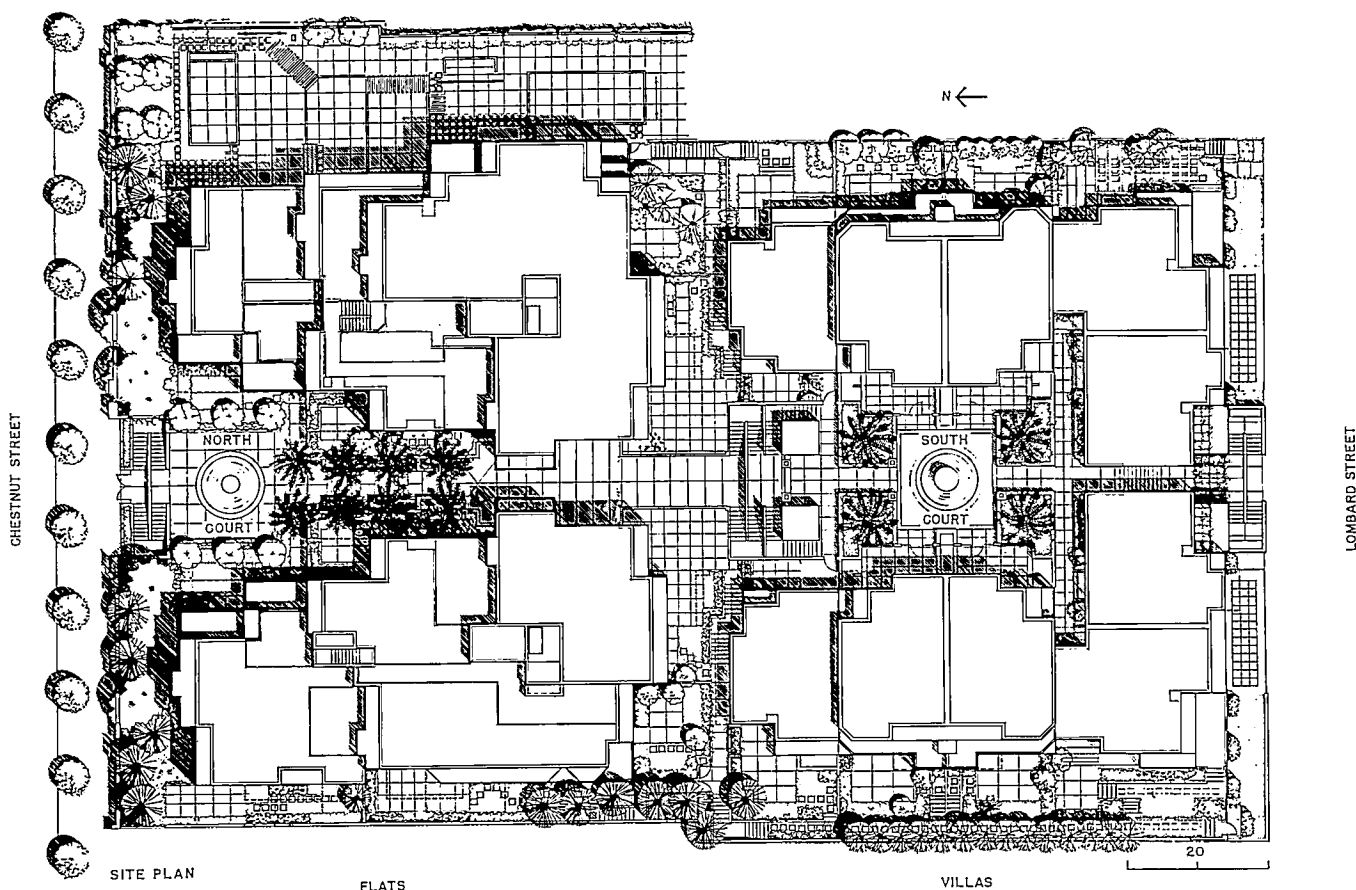 N
CHESTNUT STREET
NORTH
COURT
SOUTH
COURT
LOMBARD STREET
20
SITE PLAN
FLATS
VILLAS